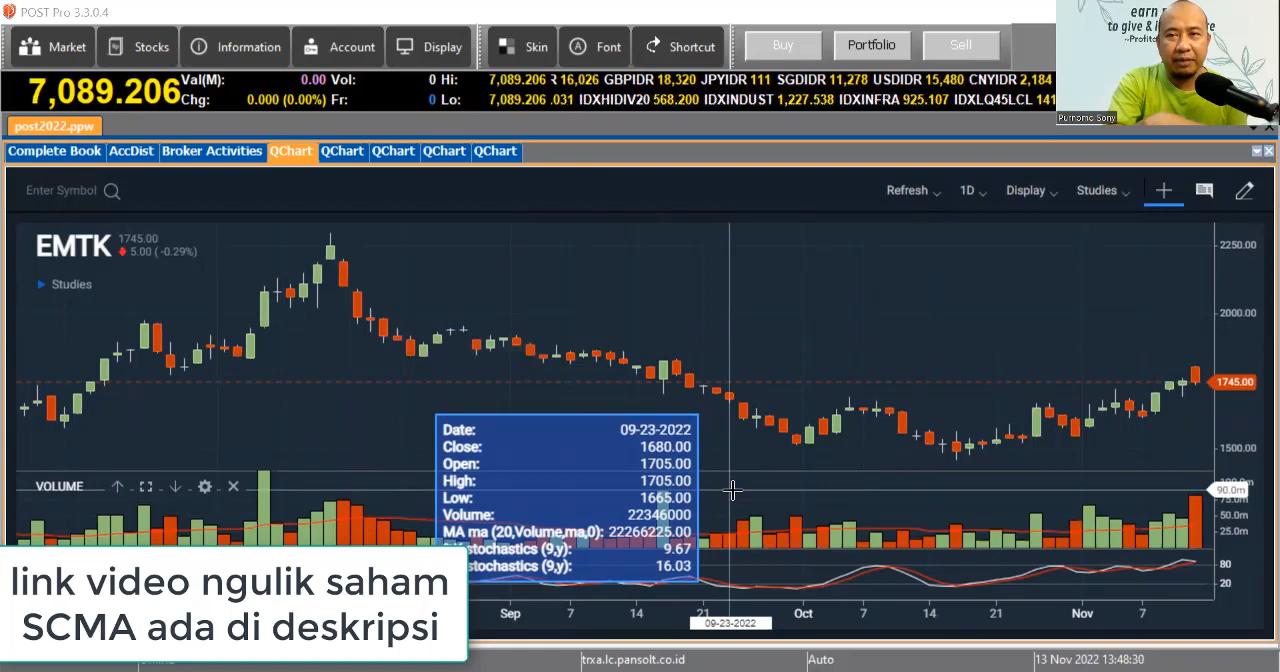 POST Pro 3.3.0.4
Market
Stocks
Information
Account
Display
Skin
Font
Shortcut
Buy
Portfolio
Sell
earn
to give & i
~Profit
Purnomo Sony
7,089.206
Val(M): 0.00 Vol: 0 Hi: 7,089.206
Chg: 0.000 (0.00%) Fr: 0 Lo: 7,089.206
R 16,026 GBPIDR 18,320 JPYIDR 111 SGDIDR 11,278 USDIDR 15,480 CNYIDR 2,184
.031 IDXHIDIV20 568.200 IDXINDUST 1,227.538 IDXINFRA 925.107 IDXLQ45LCL 141
post2022.ppw
Complete Book AccDist Broker Activities QChart QChart QChart QChart QChart
Enter Symbol
Refresh
1D
Display
Studies
EMTK
1745.00
5.00 (-0.29%)
Studies
2250.00
2000.00
1745.00
1500.00
Date: 09-23-2022
Close: 1680.00
Open: 1705.00
High: 1705.00
Low: 1665.00
Volume: 22346000
MA ma (20,Volume,ma,0): 22266225.00
stochastics (9,y): 9.67
stochastics (9,y): 16.03
VOLUME
90.0m
50.0m
25.0m
80
20
Sep 7 14 21 Oct 7 14 21 Nov 7
09-23-2022
link video ngulik saham
SCMA ada di deskripsi
trxa.lc.pansolt.co.id
Auto
13 Nov 2022 13:48:30